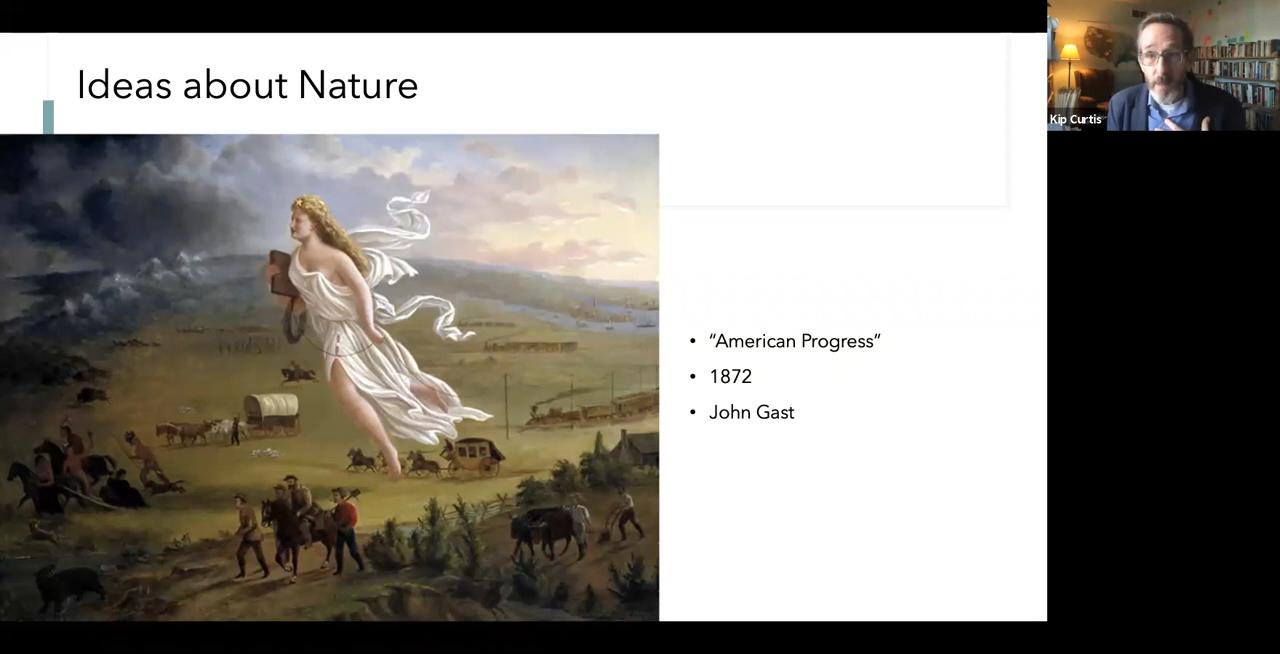 Ideas about Nature
• “American Progress”
• 1872
• John Gast
Kip Curtis